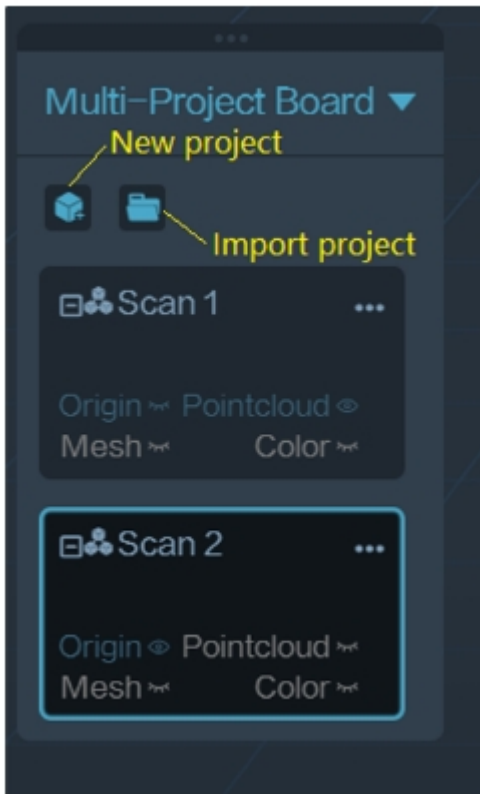 Multi-Project Board
New project
Import project
Scan 1
Origin Pointcloud
Mesh Color
Scan 2
Origin Pointcloud
Mesh Color